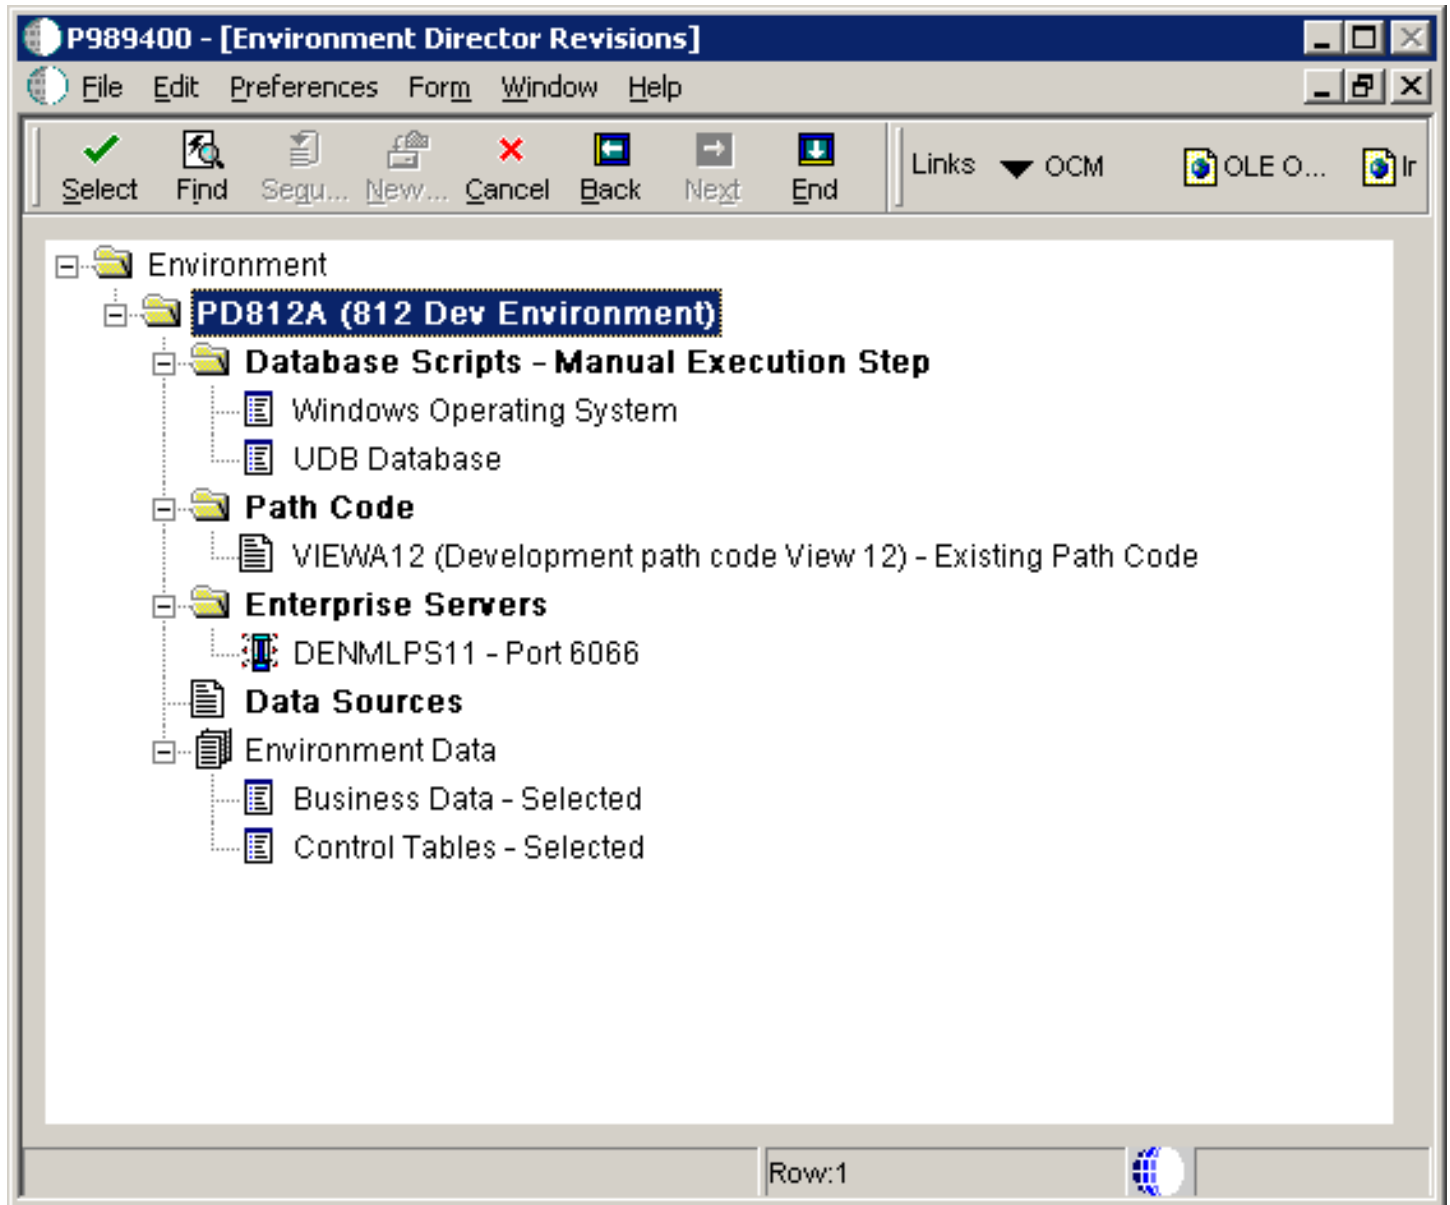 P989400 - [Environment Director Revisions]
File Edit Preferences Form Window Help
Select Find Sequ... New... Cancel Back Next End Links OCM OLE O... Ir
Environment
PD812A (812 Dev Environment)
Database Scripts - Manual Execution Step
Windows Operating System
UDB Database
Path Code
VIEWA12 (Development path code View 12) - Existing Path Code
Enterprise Servers
DENMLPS11 - Port 6066
Data Sources
Environment Data
Business Data - Selected
Control Tables - Selected
Row:1